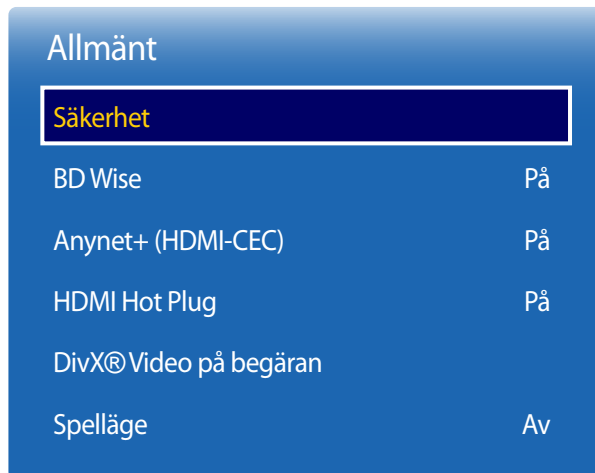 Allmänt
Säkerhet
BD Wise På
Anynet+ (HDMI-CEC) På
HDMI Hot Plug På
DivX® Video på begäran
Spelläge Av